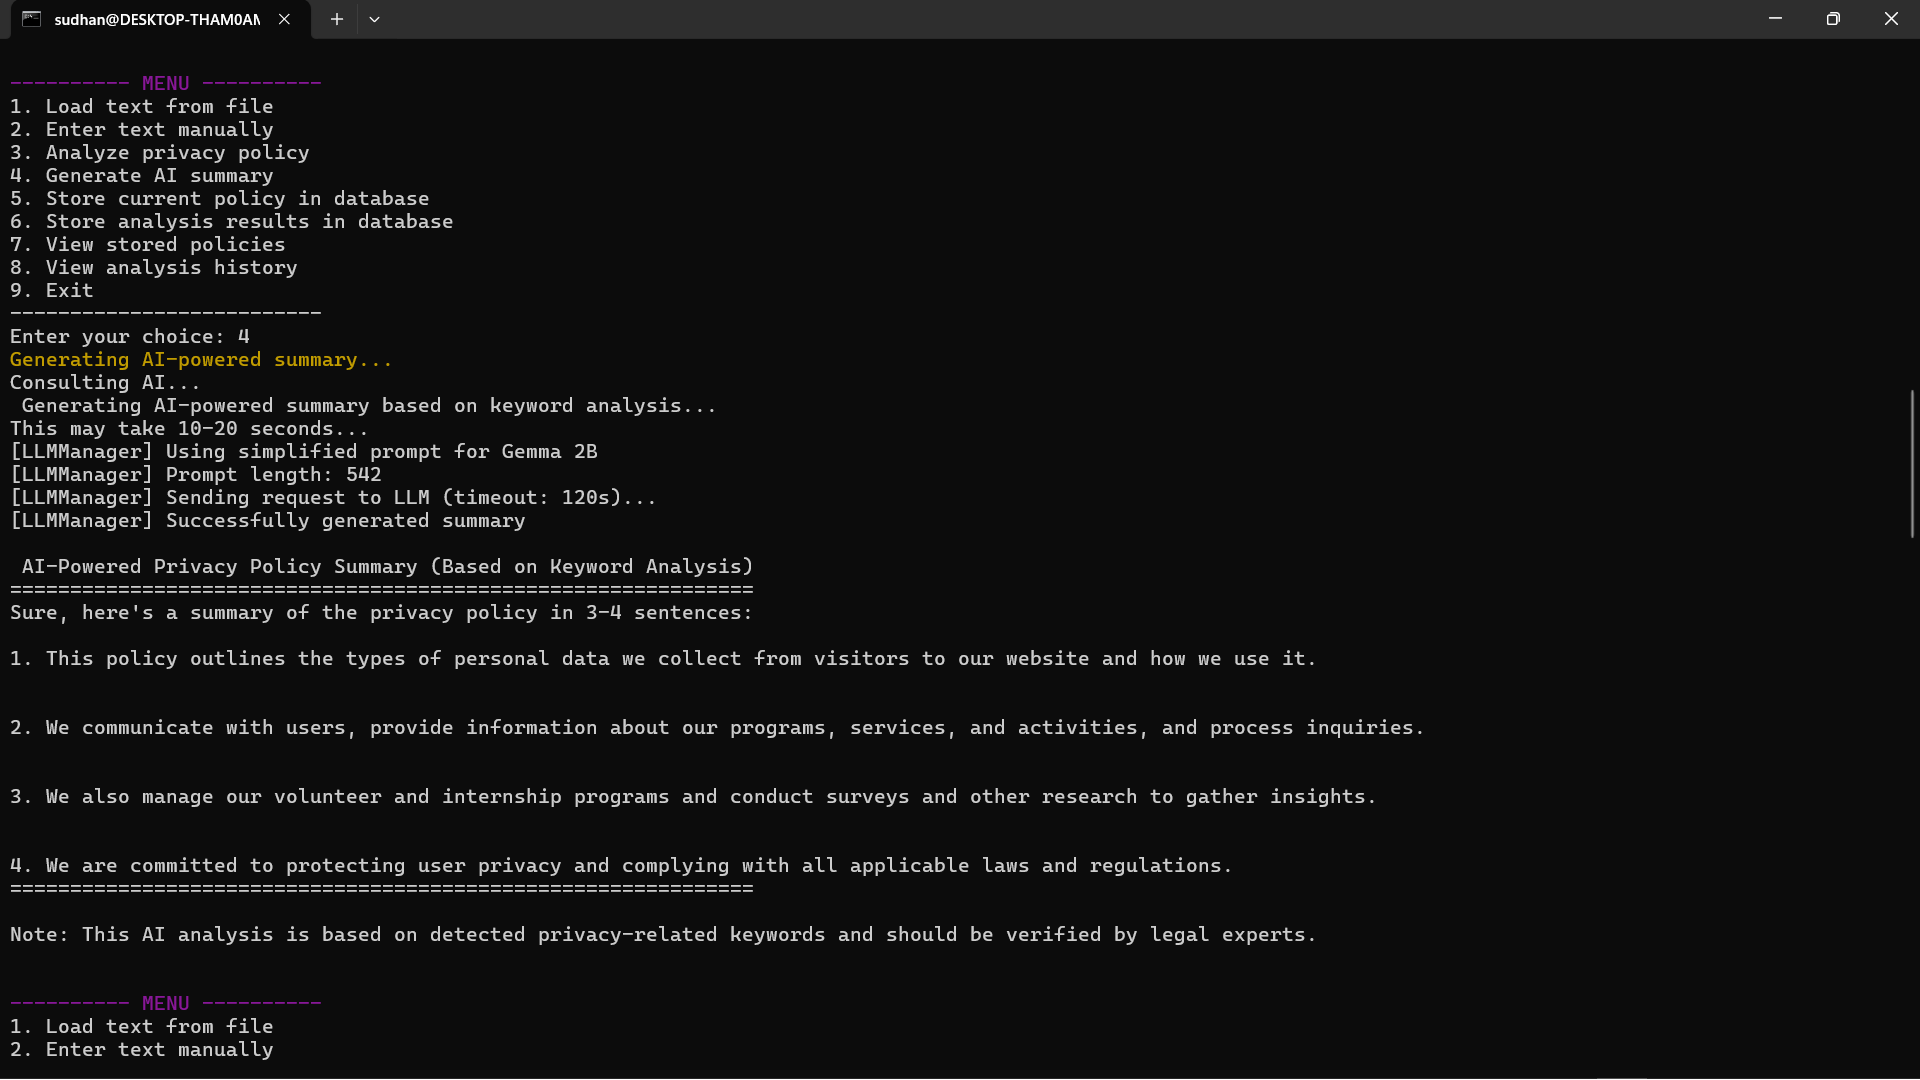 sudhan@DESKTOP-THAM0AM
---------- MENU ----------
1. Load text from file
2. Enter text manually
3. Analyze privacy policy
4. Generate AI summary
5. Store current policy in database
6. Store analysis results in database
7. View stored policies
8. View analysis history
9. Exit
--------------------------
Enter your choice: 4
Generating AI-powered summary...
Consulting AI...
Generating AI-powered summary based on keyword analysis...
This may take 10-20 seconds...
[LLMManager] Using simplified prompt for Gemma 2B
[LLMManager] Prompt length: 542
[LLMManager] Sending request to LLM (timeout: 120s)...
[LLMManager] Successfully generated summary
AI-Powered Privacy Policy Summary (Based on Keyword Analysis)
==============================================================
Sure, here's a summary of the privacy policy in 3-4 sentences:
1. This policy outlines the types of personal data we collect from visitors to our website and how we use it.
2. We communicate with users, provide information about our programs, services, and activities, and process inquiries.
3. We also manage our volunteer and internship programs and conduct surveys and other research to gather insights.
4. We are committed to protecting user privacy and complying with all applicable laws and regulations.
==============================================================
Note: This AI analysis is based on detected privacy-related keywords and should be verified by legal experts.
---------- MENU ----------
1. Load text from file
2. Enter text manually